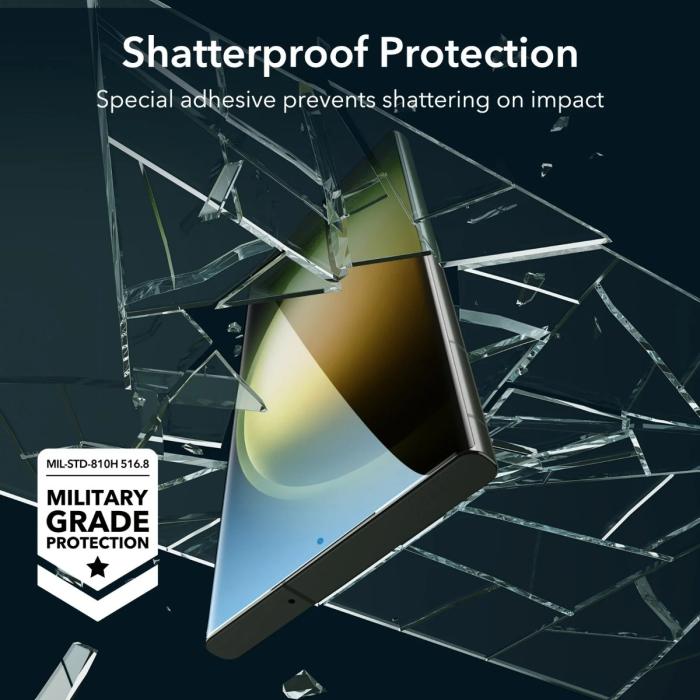 Shatterproof Protection
Special adhesive prevents shattering on impact
MIL-STD-810H 516.8
MILITARY
GRADE
PROTECTION